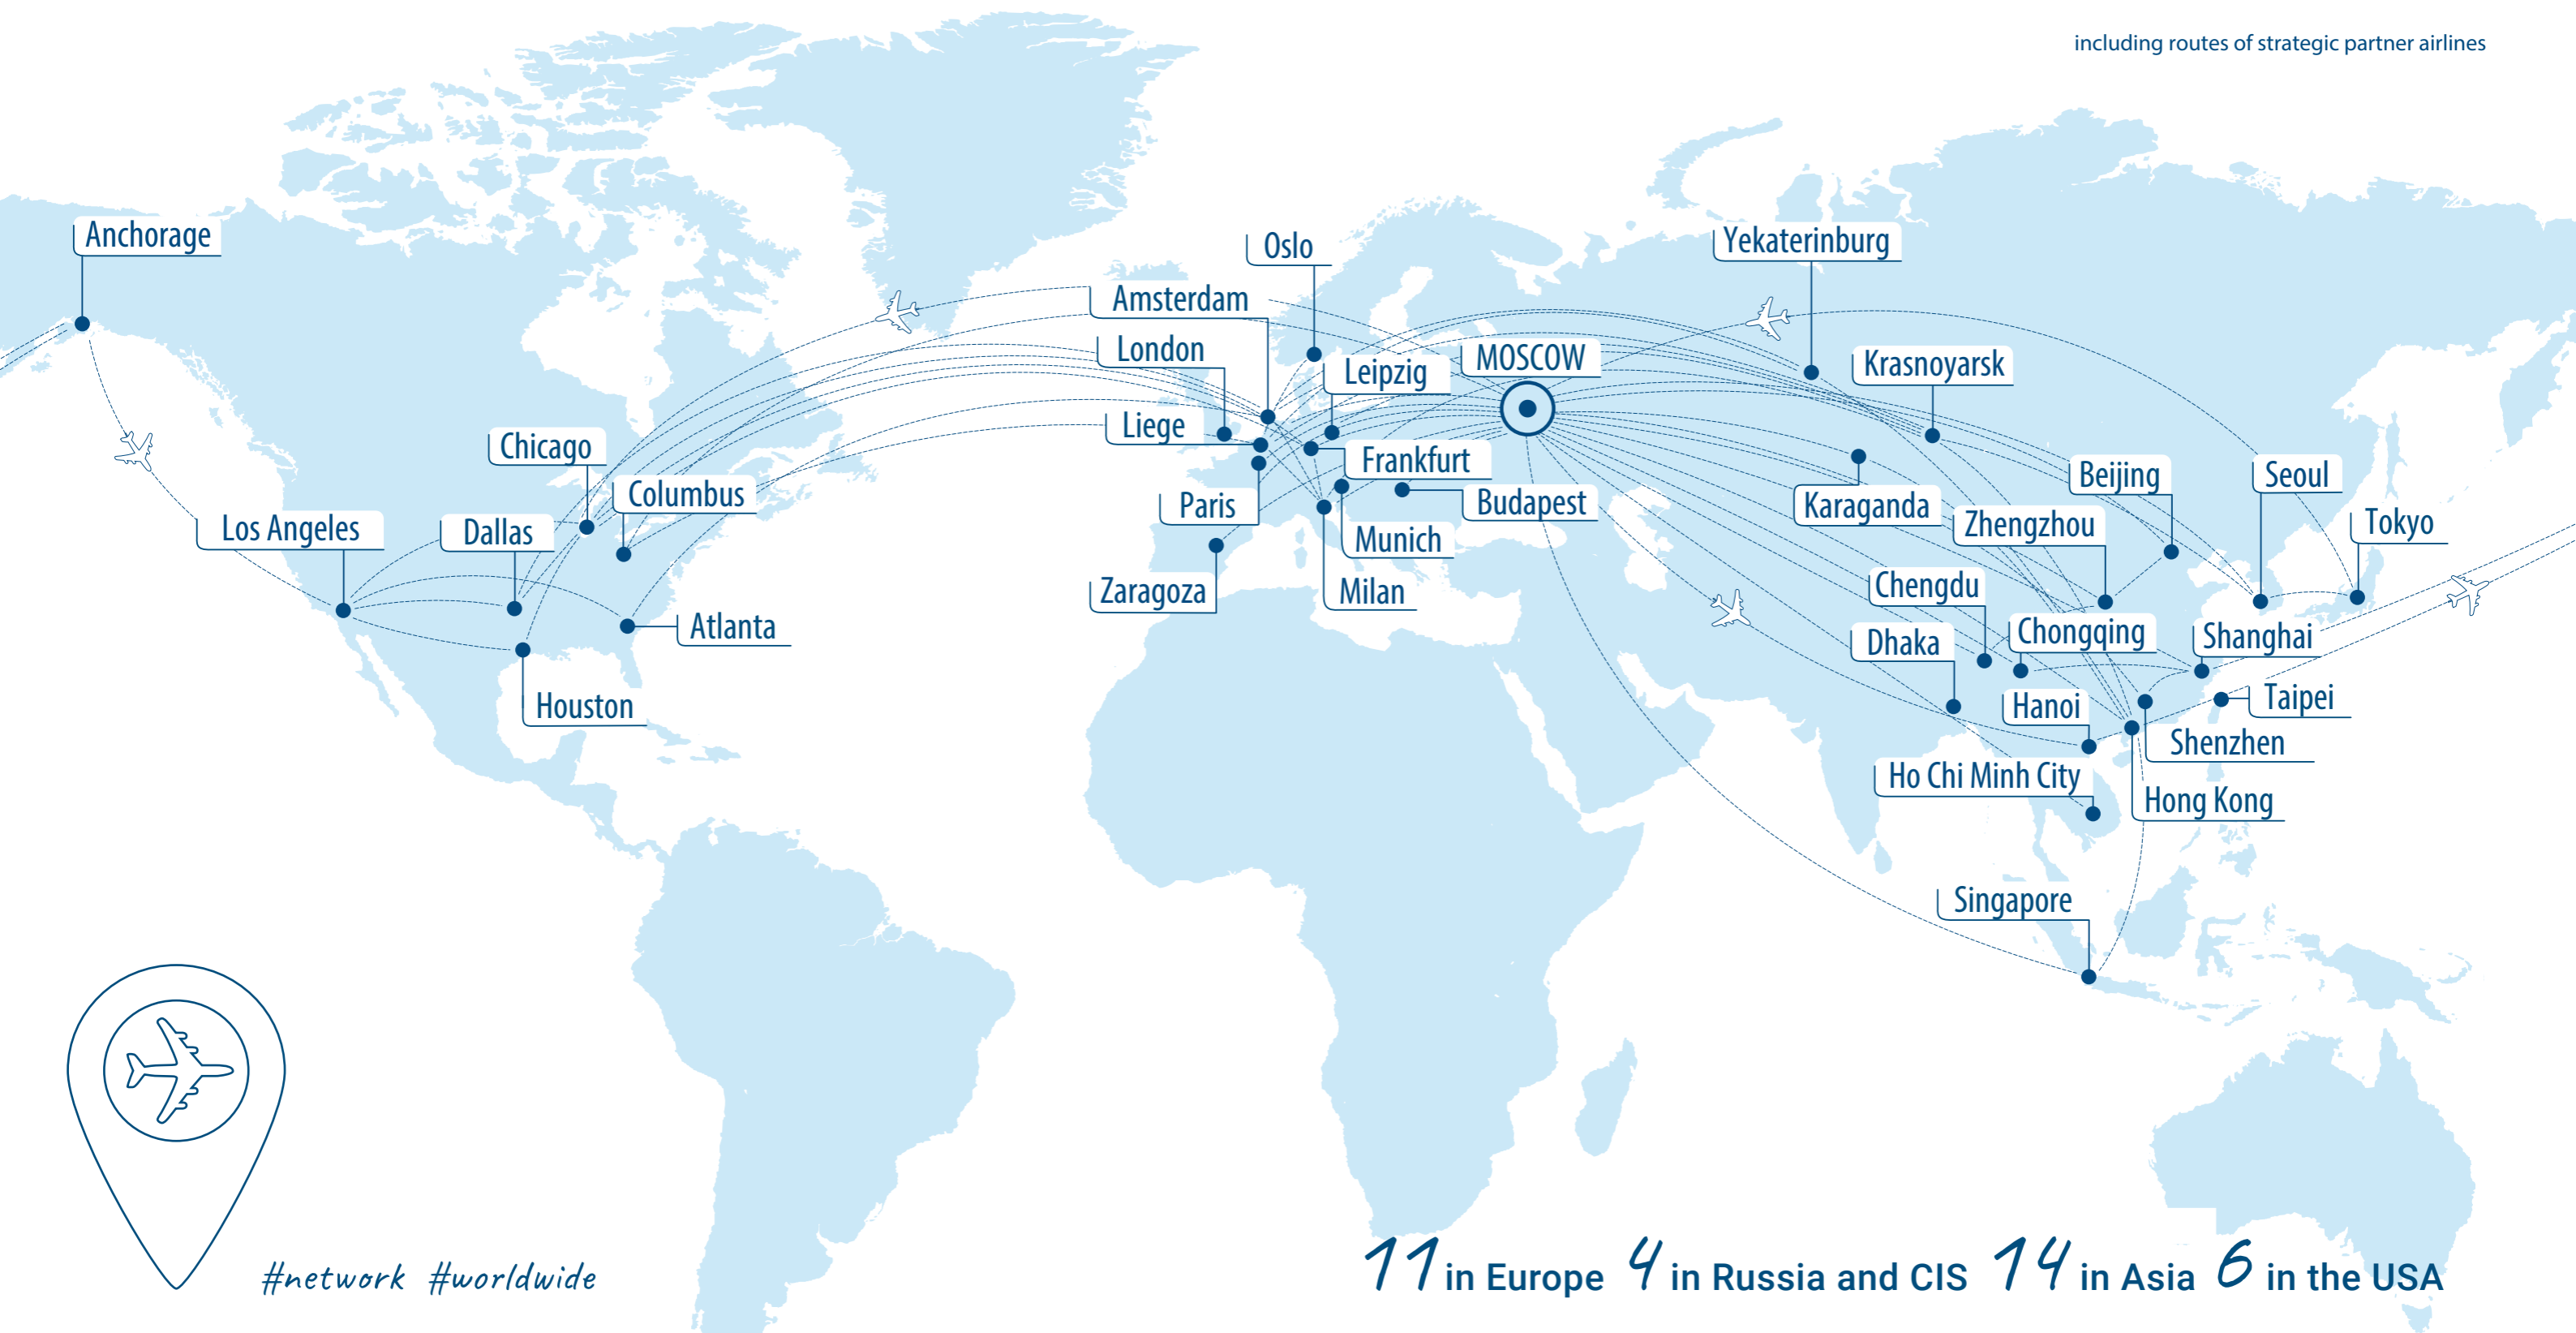 including routes of strategic partner airlines
Anchorage
Oslo
Yekaterinburg
Amsterdam
London
MOSCOW
Krasnoyarsk
Leipzig
Liege
Chicago
Frankfurt
Beijing
Seoul
Columbus
Paris
Budapest
Karaganda
Zhengzhou
Tokyo
Los Angeles
Dallas
Munich
Chengdu
Zaragoza
Milan
Atlanta
Dhaka
Chongqing
Shanghai
Houston
Hanoi
Taipei
Shenzhen
Ho Chi Minh City
Hong Kong
Singapore
#network #worldwide
11 in Europe 4 in Russia and CIS 14 in Asia 6 in the USA